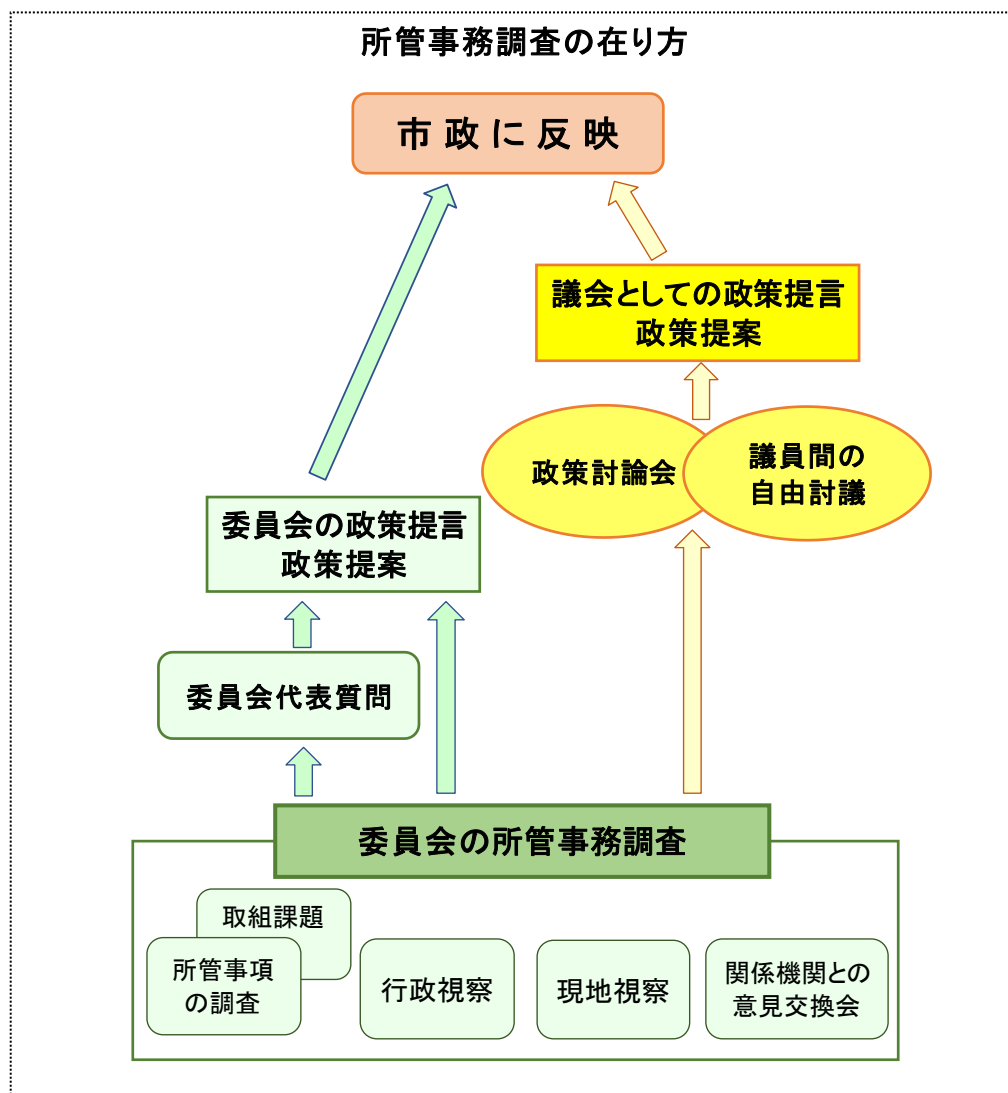 所管事務調査の在り方
市政に反映
議会としての政策提言
政策提案
政策討論会
議員間の
自由討議
委員会の政策提言
政策提案
委員会代表質問
委員会の所管事務調査
取組課題
所管事項
の調査
行政視察
現地視察
関係機関との
意見交換会